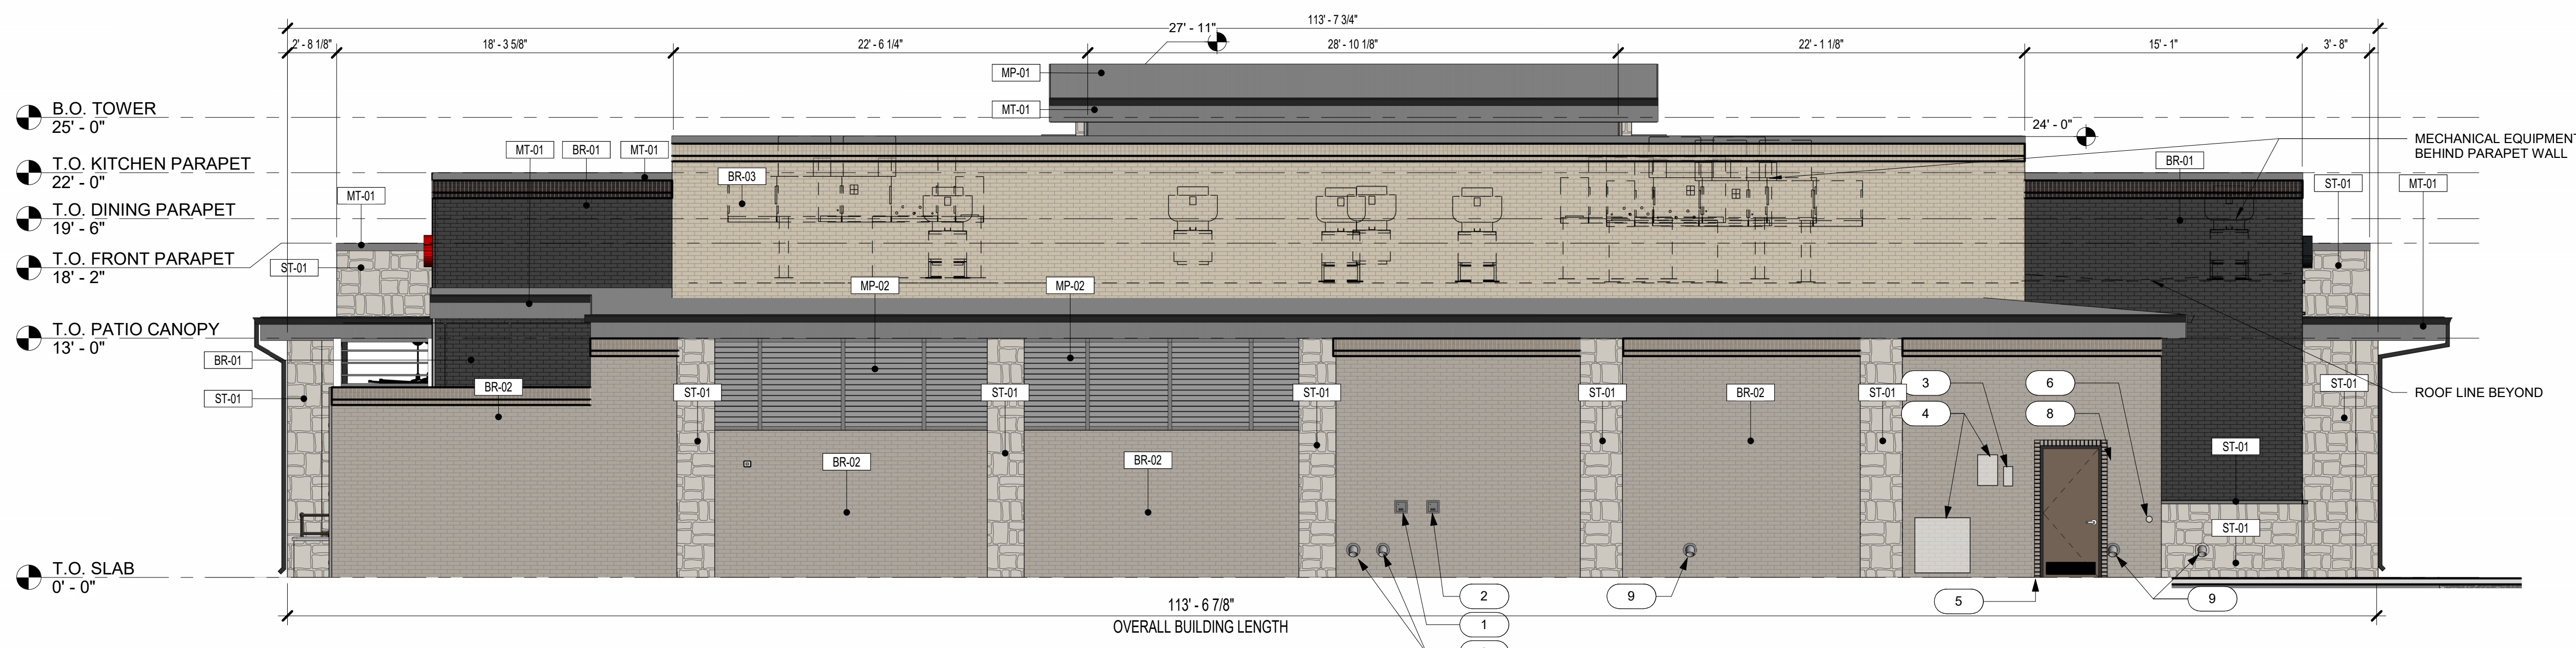 113' - 7 3/4"
27' - 11"
2' - 8 1/8"
18' - 3 5/8"
22' - 6 1/4"
28' - 10 1/8"
22' - 1 1/8"
15' - 1"
3' - 8"
MP-01
MT-01
B.O. TOWER
25' - 0"
24' - 0"
MECHANICAL EQUIPMENT
BEHIND PARAPET WALL
MT-01
BR-01
MT-01
BR-01
T.O. KITCHEN PARAPET
22' - 0"
BR-03
ST-01
MT-01
MT-01
T.O. DINING PARAPET
19' - 6"
T.O. FRONT PARAPET
18' - 2"
ST-01
MP-02
MP-02
T.O. PATIO CANOPY
13' - 0"
BR-01
BR-02
ST-01
ST-01
ST-01
ST-01
ST-01
BR-02
ST-01
3
6
ST-01
ROOF LINE BEYOND
4
8
BR-02
BR-02
ST-01
ST-01
T.O. SLAB
0' - 0"
2
9
5
9
113' - 6 7/8"
1
OVERALL BUILDING LENGTH